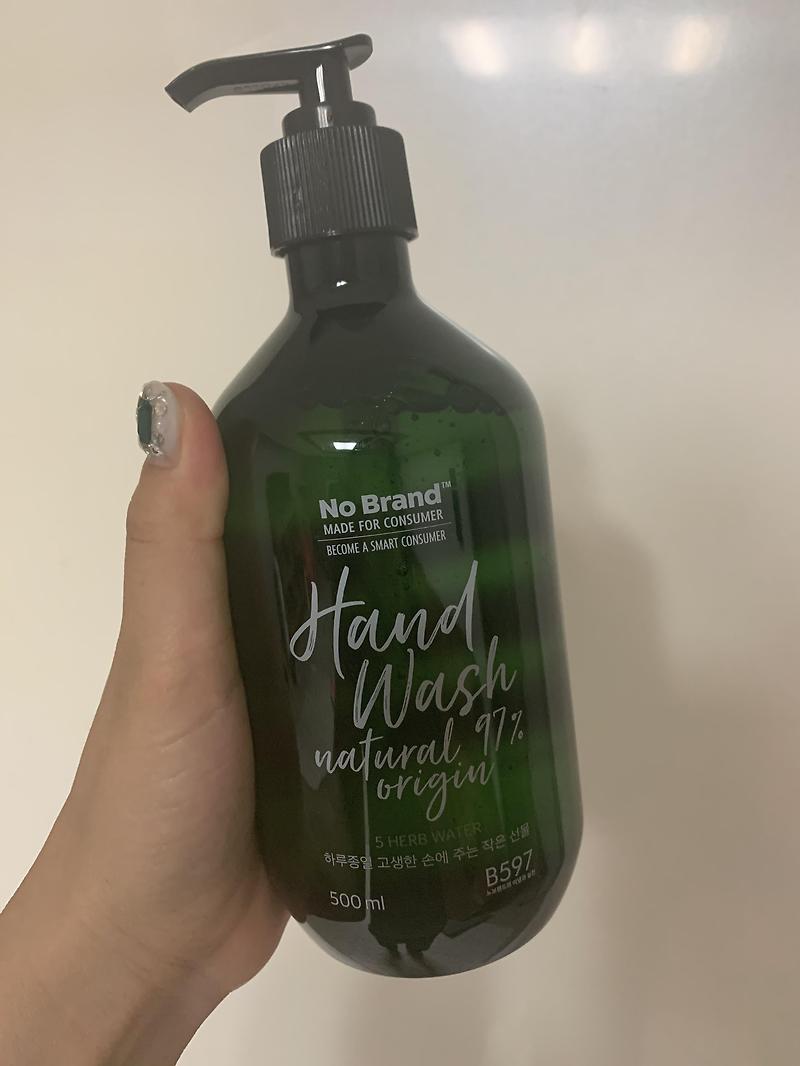 No Brand™
MADE FOR CONSUMER
BECOME A SMART CONSUMER
Hand
Wash
natural 97%
origin
5 HERB WATER
하루종일 고생한 손에 주는 작은 선물
500 ml
B597